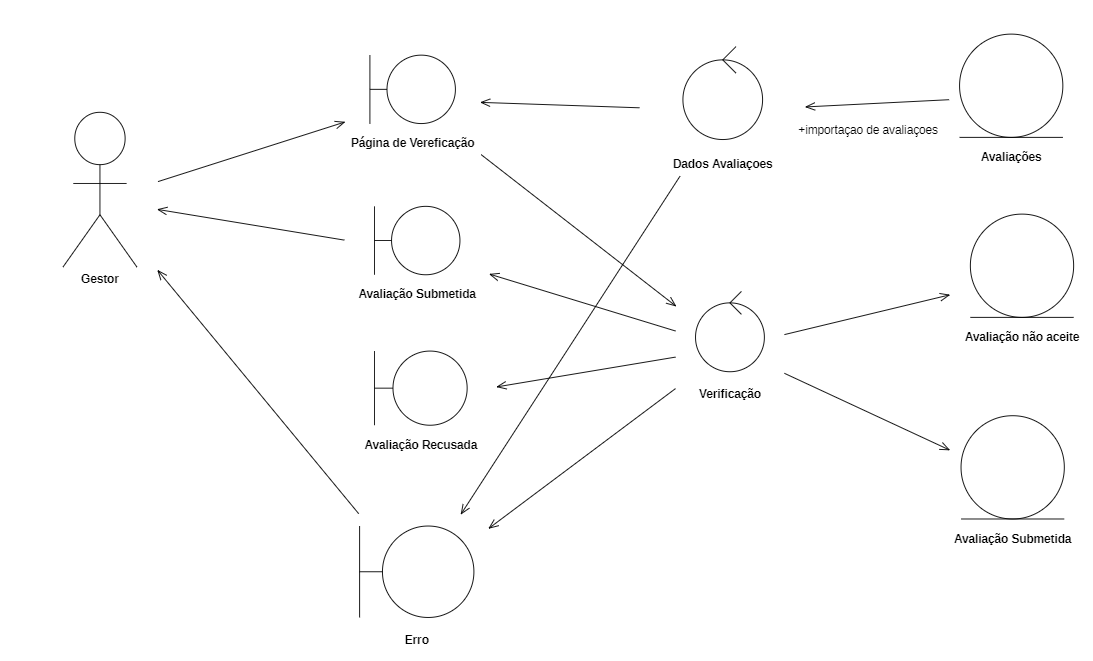 +importaçao de avaliaçoes
Página de Vereficação
Dados Avaliaçoes
Avaliações
Gestor
Avaliação Submetida
Avaliação não aceite
Verificação
Avaliação Recusada
Avaliação Submetida
Erro